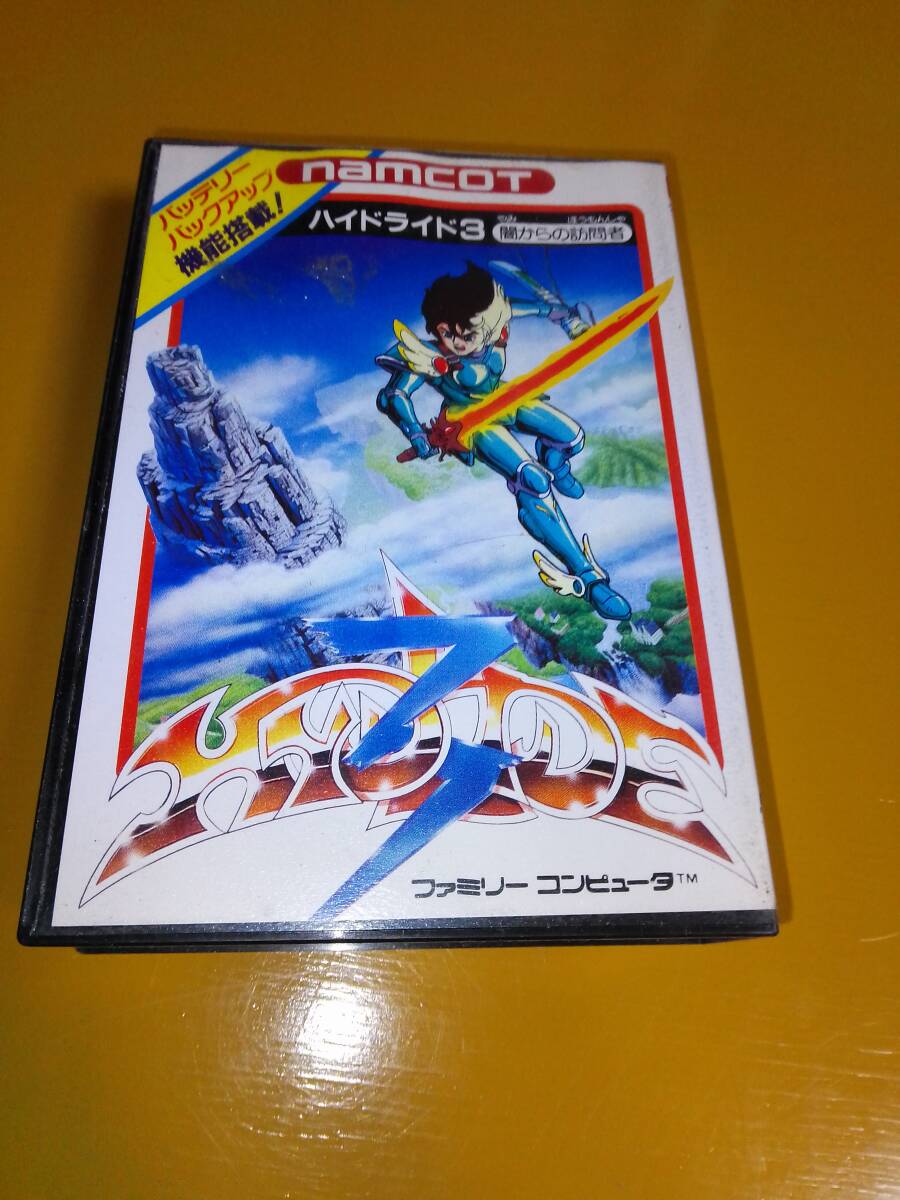 バッテリー
バックアップ
機能搭載!
namcoT
ハイドライド3
やみ ほうもんしゃ
闇からの訪問者
HYDLIDE
3
ファミリー コンピュータ™